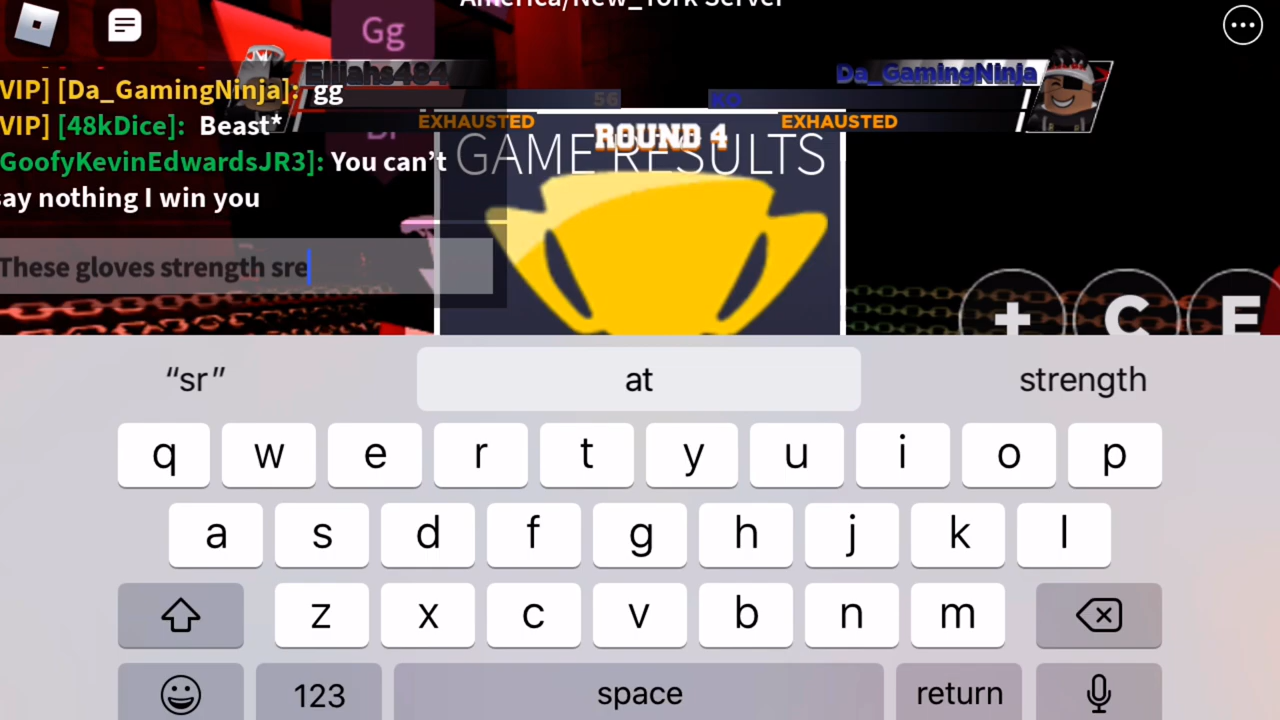 America/New_York Server
Gg
Elijahs484
Da_GamingNinja
VIP] [Da_GamingNinja]: gg
56
KO
VIP] [48kDice]: Beast*
EXHAUSTED
EXHAUSTED
ROUND 4
GAME RESULTS
GoofyKevinEdwardsJR3]: You can't
say nothing I win you
These gloves strength sre
+ C E
“sr” at strength
q w e r t y u i o p
a s d f g h j k l
z x c v b n m
123 space return